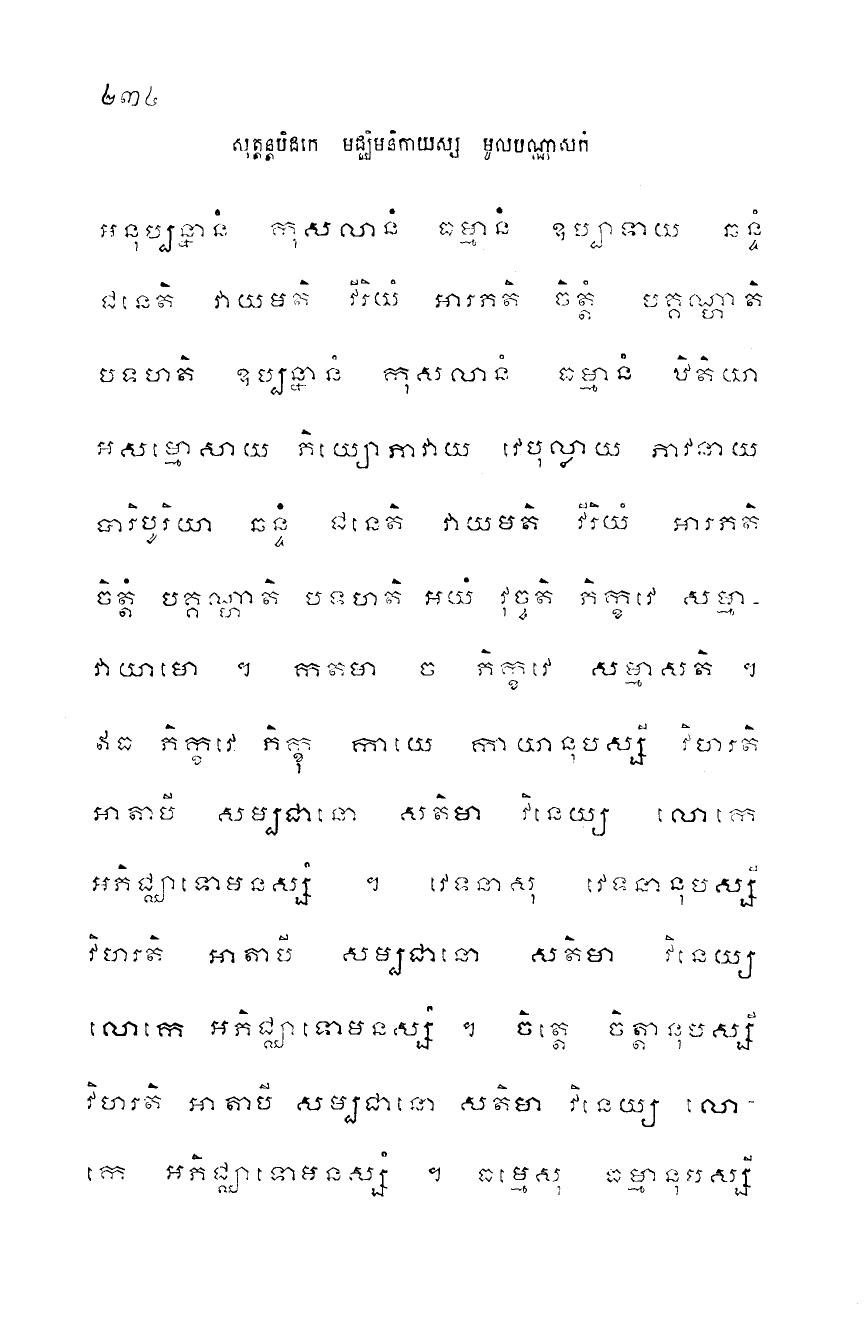 ២៣៤
សុត្តន្តបិដកេ មជ្ឈិមនិកាយស្ស មូលបណ្ណាសកំ
អនុប្បន្នានំ កុសលានំ ធម្មានំ ឧប្បាទាយ ឆន្ទំ
ជនេតិ វាយមតិ វីរិយំ អារភតិ ចិត្តំ បគ្គណ្ហាតិ
បទហតិ ឧប្បន្នានំ កុសលានំ ធម្មានំ ឋិតិយា
អសម្មោសាយ ភិយ្យោភាវាយ វេបុល្លាយ ភាវនាយ
បារិបូរិយា ឆន្ទំ ជនេតិ វាយមតិ វីរិយំ អារភតិ
ចិត្តំ បគ្គណ្ហាតិ បទហតិ អយំ វុច្ចតិ ភិក្ខវេ សម្មា-
វាយាមោ ។ កតមា ច ភិក្ខវេ សម្មាសតិ ។
ឥធ ភិក្ខវេ ភិក្ខុ កាយេ កាយានុបស្សី វិហរតិ
អាតាបី សម្បជានោ សតិមា វិនេយ្យ លោកេ
អភិជ្ឈាទោមនស្សំ ។ វេទនាសុ វេទនានុបស្សី
វិហរតិ អាតាបី សម្បជានោ សតិមា វិនេយ្យ
លោកេ អភិជ្ឈាទោមនស្សំ ។ ចិត្តេ ចិត្តានុបស្សី
វិហរតិ អាតាបី សម្បជានោ សតិមា វិនេយ្យ លោ-
កេ អភិជ្ឈាទោមនស្សំ ។ ធម្មេសុ ធម្មានុបស្សី